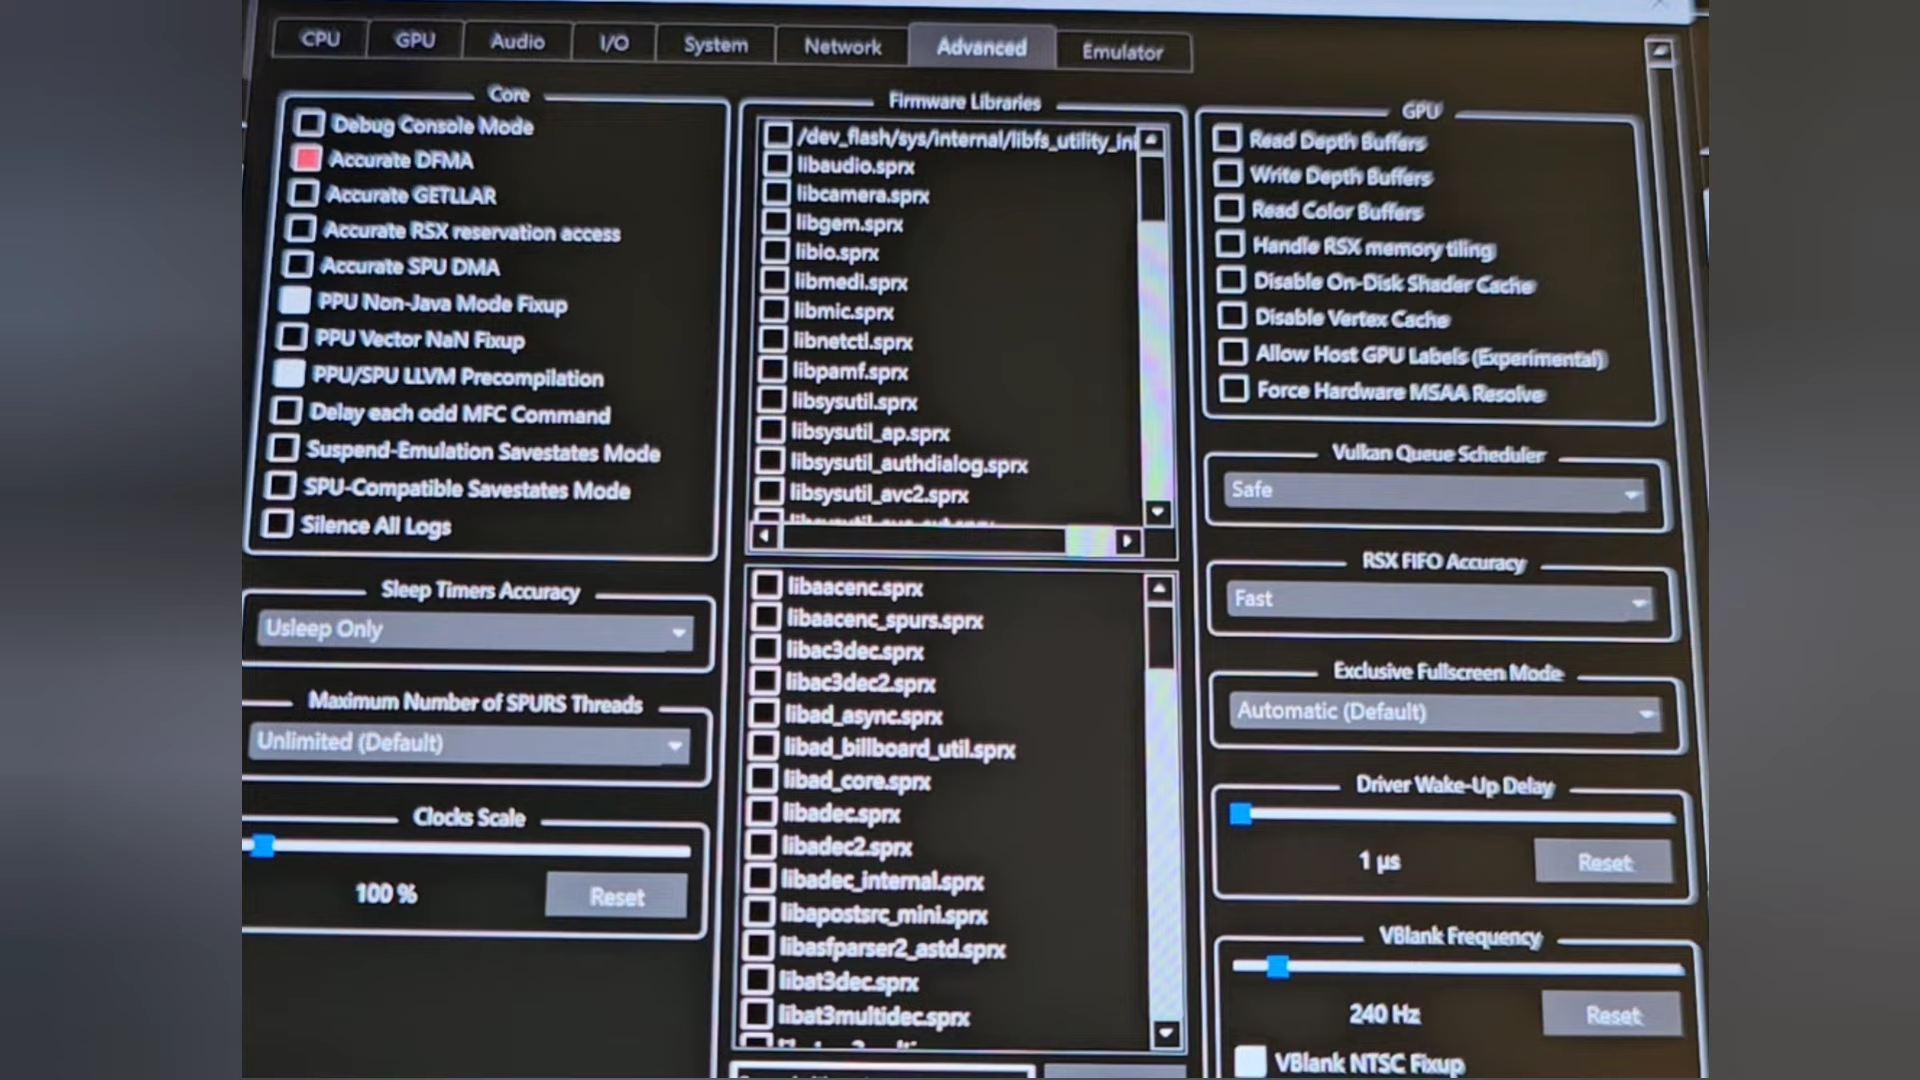 CPU
GPU
Audio
I/O
System
Network
Advanced
Emulator
Core
Debug Console Mode
Accurate DFMA
Accurate GETLLAR
Accurate RSX reservation access
Accurate SPU DMA
PPU Non-Java Mode Fixup
PPU Vector NaN Fixup
PPU/SPU LLVM Precompilation
Delay each odd MFC Command
Suspend-Emulation Savestates Mode
SPU-Compatible Savestates Mode
Silence All Logs
Sleep Timers Accuracy
Usleep Only
Maximum Number of SPURS Threads
Unlimited (Default)
Clocks Scale
100 %
Reset
Firmware Libraries
/dev_flash/sys/internal/libfs_utility_in
libaudio.sprx
libcamera.sprx
libgem.sprx
libio.sprx
libmedi.sprx
libmic.sprx
libnetctl.sprx
libpamf.sprx
libsysutil.sprx
libsysutil_ap.sprx
libsysutil_authdialog.sprx
libsysutil_avc2.sprx
libaacenc.sprx
libaacenc_spurs.sprx
libac3dec.sprx
libac3dec2.sprx
libad_async.sprx
libad_billboard_util.sprx
libad_core.sprx
libadec.sprx
libadec2.sprx
libadec_internal.sprx
libapostsrc_mini.sprx
libasfparser2_astd.sprx
libat3dec.sprx
libat3multidec.sprx
GPU
Read Depth Buffers
Write Depth Buffers
Read Color Buffers
Handle RSX memory tiling
Disable On-Disk Shader Cache
Disable Vertex Cache
Allow Host GPU Labels (Experimental)
Force Hardware MSAA Resolve
Vulkan Queue Scheduler
Safe
RSX FIFO Accuracy
Fast
Exclusive Fullscreen Mode
Automatic (Default)
Driver Wake-Up Delay
1 µs
Reset
VBlank Frequency
240 Hz
Reset
VBlank NTSC Fixup